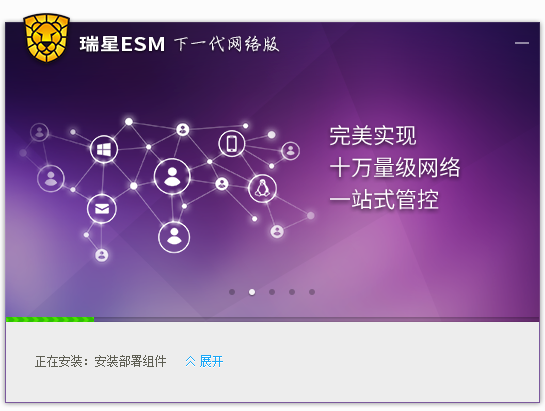 瑞星ESM 下一代网络版
完美实现
十万量级网络
一站式管控
正在安装：安装部署组件 展开